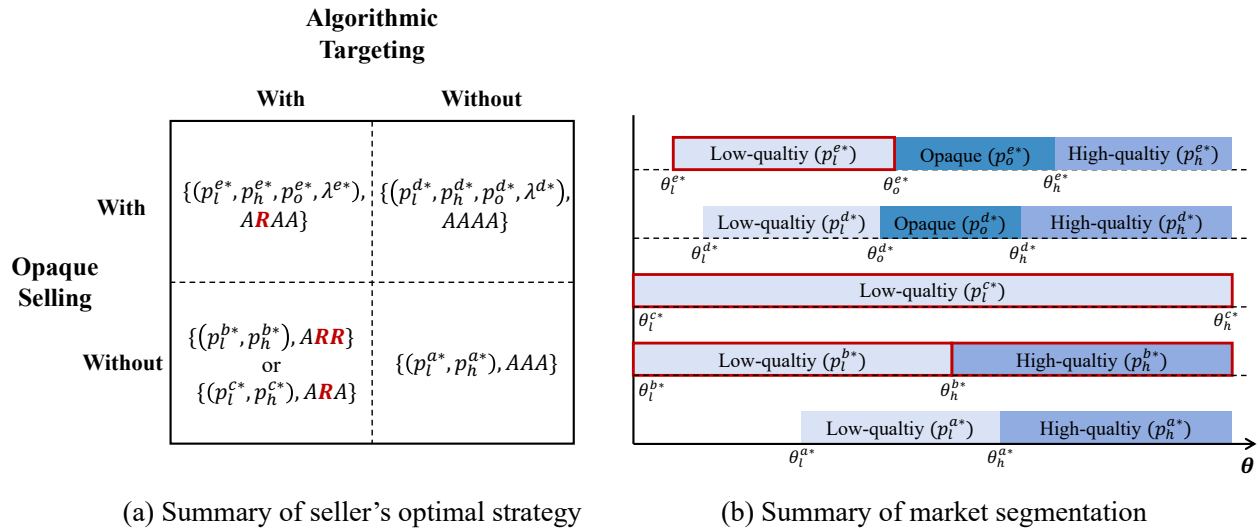 Algorithmic
Targeting
With Without
With
Opaque
Selling
Without
{(p_l^{e*}, p_h^{e*}, p_o^{e*}, λ^{e*}),
ARAA}
{(p_l^{d*}, p_h^{d*}, p_o^{d*}, λ^{d*}),
AAAA}
{(p_l^{b*}, p_h^{b*}), ARR}
or
{(p_l^{c*}, p_h^{c*}), ARA}
{(p_l^{a*}, p_h^{a*}), AAA}
(a) Summary of seller's optimal strategy
Low-qualtiy (p_l^{e*}) Opaque (p_o^{e*}) High-qualtiy (p_h^{e*})
θ_l^{e*} θ_o^{e*} θ_h^{e*}
Low-qualtiy (p_l^{d*}) Opaque (p_o^{d*}) High-qualtiy (p_h^{d*})
θ_l^{d*} θ_o^{d*} θ_h^{d*}
Low-qualtiy (p_l^{c*})
θ_l^{c*} θ_h^{c*}
Low-qualtiy (p_l^{b*}) High-qualtiy (p_h^{b*})
θ_l^{b*} θ_h^{b*}
Low-qualtiy (p_l^{a*}) High-qualtiy (p_h^{a*})
θ_l^{a*} θ_h^{a*} θ
(b) Summary of market segmentation